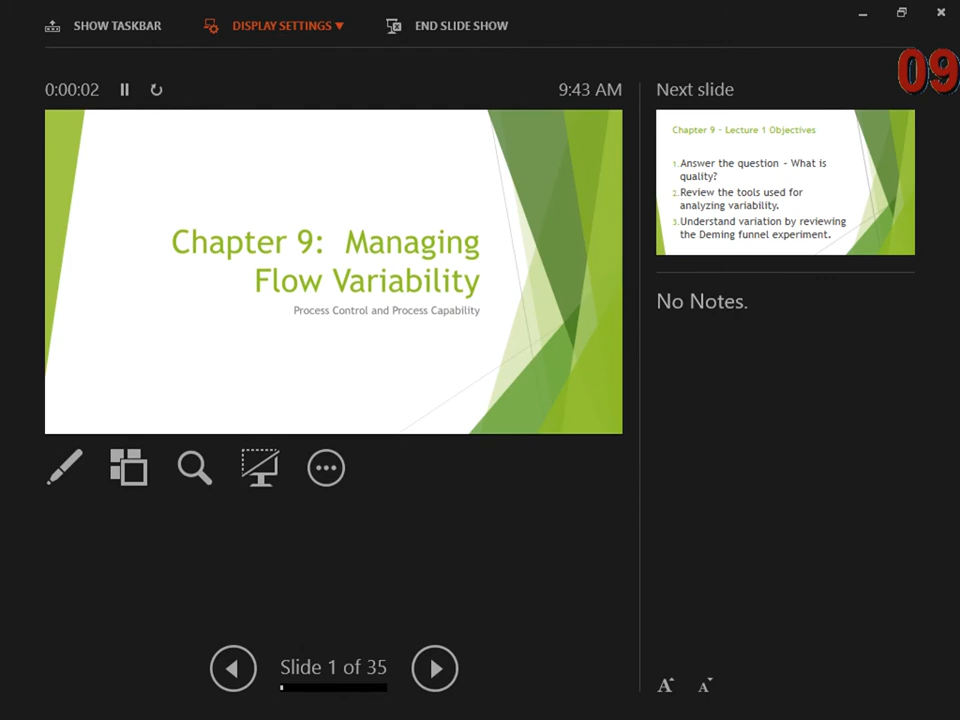 SHOW TASKBAR
DISPLAY SETTINGS ▼
END SLIDE SHOW
09
0:00:02
9:43 AM
Next slide
Chapter 9: Managing
Flow Variability
Process Control and Process Capability
Chapter 9 - Lecture 1 Objectives
1. Answer the question - What is
quality?
2. Review the tools used for
analyzing variability.
3. Understand variation by reviewing
the Deming funnel experiment.
No Notes.
Slide 1 of 35
A A